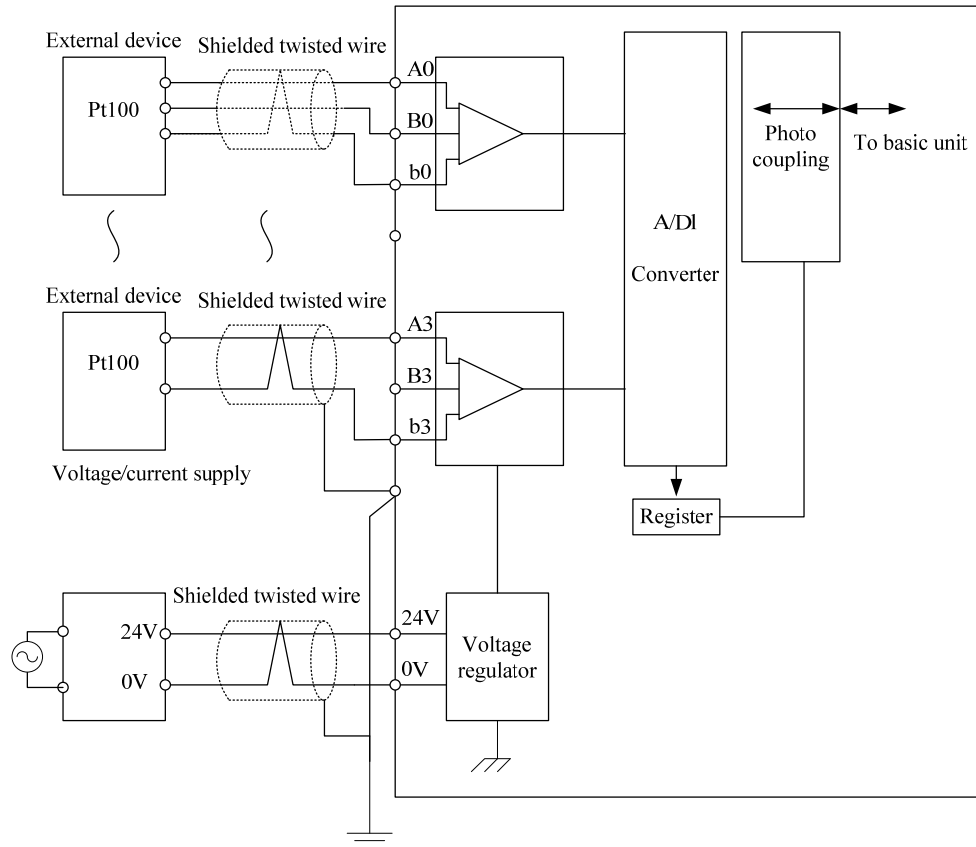 External device
Shielded twisted wire
Pt100
A0
B0
b0
A/DI
Converter
Photo
coupling
To basic unit
External device
Shielded twisted wire
Pt100
A3
B3
b3
Voltage/current supply
Register
Shielded twisted wire
24V
0V
24V
0V
Voltage
regulator